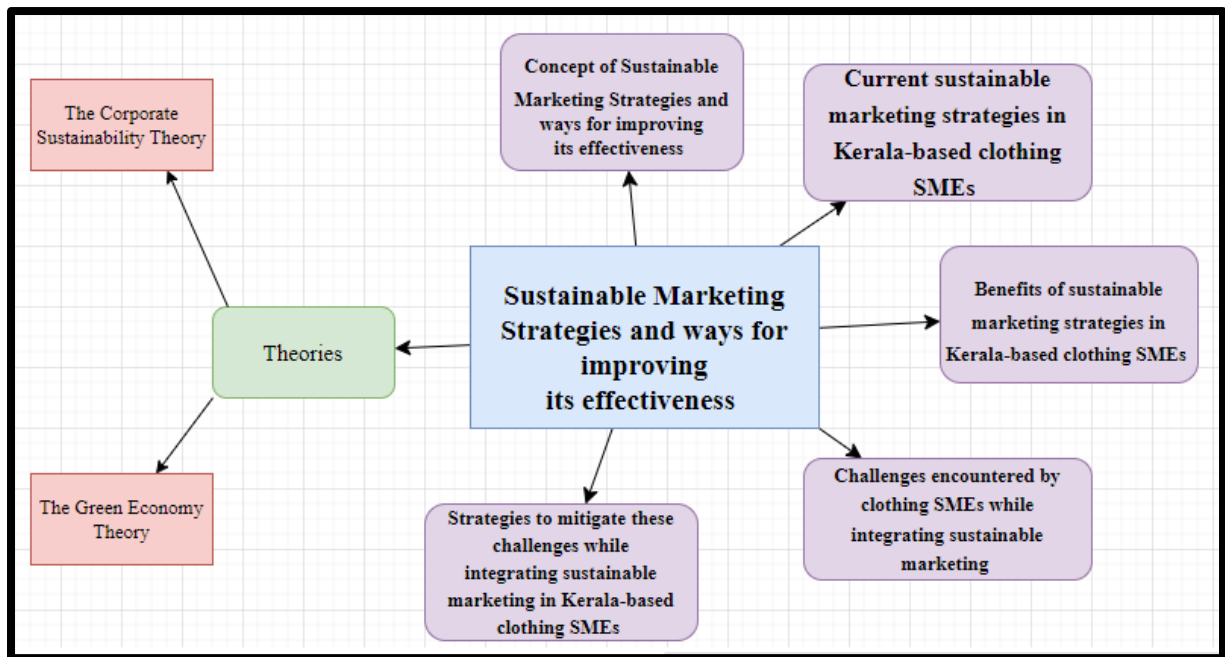 Concept of Sustainable
Marketing Strategies and
ways for improving
its effectiveness
Current sustainable
marketing strategies in
Kerala-based clothing
SMEs
The Corporate
Sustainability Theory
Benefits of sustainable
marketing strategies in
Kerala-based clothing SMEs
Sustainable Marketing
Strategies and ways for
improving
its effectiveness
Theories
The Green Economy
Theory
Strategies to mitigate these
challenges while
integrating sustainable
marketing in Kerala-based
clothing SMEs
Challenges encountered by
clothing SMEs while
integrating sustainable
marketing